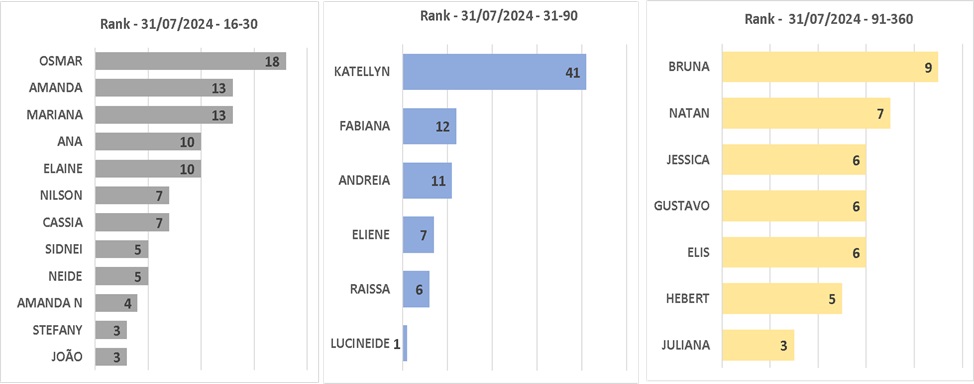 Rank - 31/07/2024 - 16-30
OSMAR 18
AMANDA 13
MARIANA 13
ANA 10
ELAINE 10
NILSON 7
CASSIA 7
SIDNEI 5
NEIDE 5
AMANDA N 4
STEFANY 3
JOÃO 3
Rank - 31/07/2024 - 31-90
KATELLYN 41
FABIANA 12
ANDREIA 11
ELIENE 7
RAISSA 6
LUCINEIDE 1
Rank - 31/07/2024 - 91-360
BRUNA 9
NATAN 7
JESSICA 6
GUSTAVO 6
ELIS 6
HEBERT 5
JULIANA 3